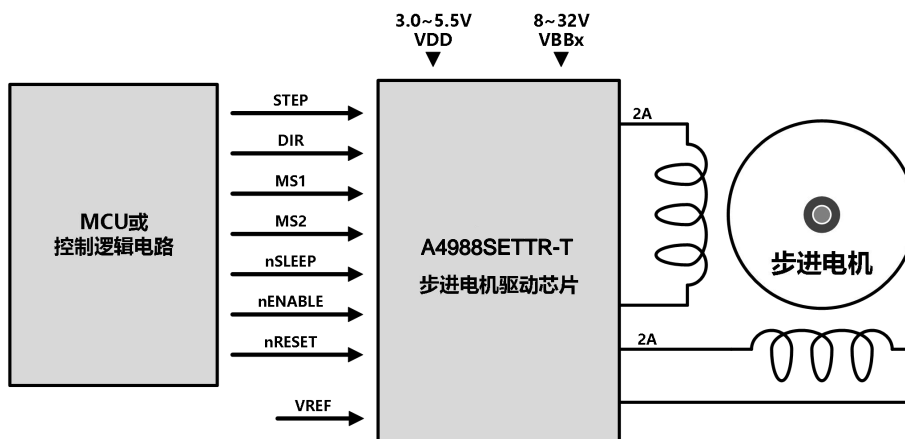 3.0~5.5V
VDD
8~32V
VBBx
STEP
DIR
MS1
MS2
nSLEEP
nENABLE
nRESET
VREF
MCU或
控制逻辑电路
A4988SETTR-T
步进电机驱动芯片
2A
2A
步进电机